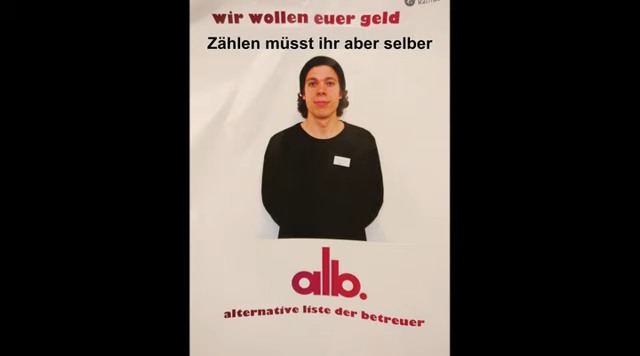 wir wollen euer geld
Zählen müsst ihr aber selber
alb.
alternative liste der betreuer